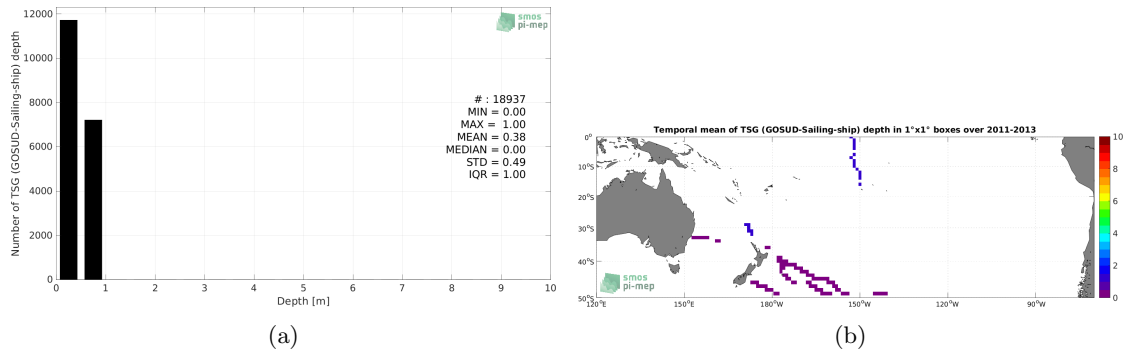 12000
10000
8000
6000
4000
2000
0
Number of TSG (GOSUD-Sailing-ship) depth
smos
pi-mep
# : 18937
MIN = 0.00
MAX = 1.00
MEAN = 0.38
MEDIAN = 0.00
STD = 0.49
IQR = 1.00
0 1 2 3 4 5 6 7 8 9 10
Depth [m]
(a)
Temporal mean of TSG (GOSUD-Sailing-ship) depth in 1°x1° boxes over 2011-2013
0°
10°S
20°S
30°S
40°S
50°S
120°E 150°E 180°W 150°W 120°W 90°W
smos
pi-mep
10
8
6
4
2
0
(b)